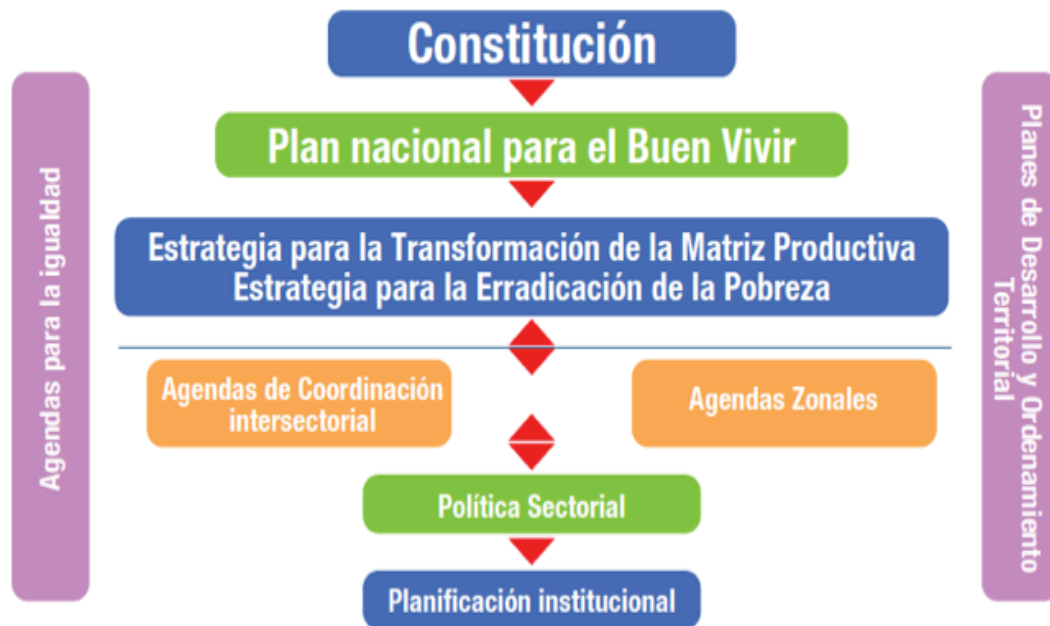 Constitución
Plan nacional para el Buen Vivir
Estrategia para la Transformación de la Matriz Productiva
Estrategia para la Erradicación de la Pobreza
Agendas de Coordinación
intersectorial
Agendas Zonales
Política Sectorial
Planificación institucional
Agendas para la igualdad
Planes de Desarrollo y Ordenamiento
Territorial